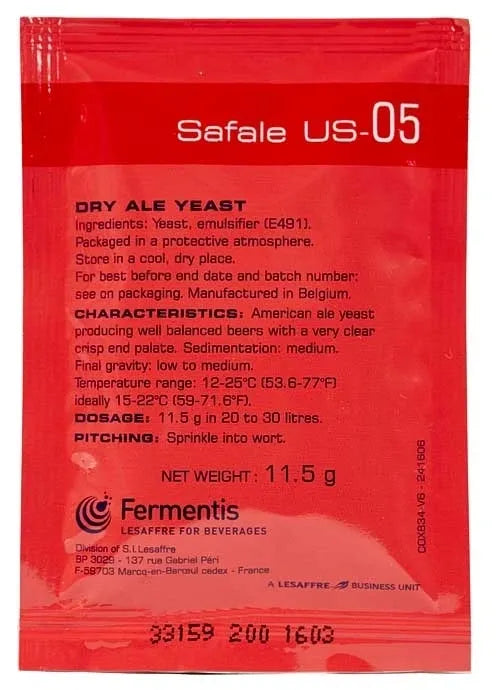 Safale US-05
DRY ALE YEAST
Ingredients: Yeast, emulsifier (E491).
Packaged in a protective atmosphere.
Store in a cool, dry place.
For best before end date and batch number:
see on packaging. Manufactured in Belgium.
CHARACTERISTICS: American ale yeast
producing well balanced beers with a very clear
crisp end palate. Sedimentation: medium.
Final gravity: low to medium.
Temperature range: 12-25°C (53.6-77°F)
ideally 15-22°C (59-71.6°F).
DOSAGE: 11.5 g in 20 to 30 litres.
PITCHING: Sprinkle into wort.
NET WEIGHT: 11.5 g
Fermentis
LESAFFRE FOR BEVERAGES
Division of S.I.Lesaffre
BP 3029 - 137 rue Gabriel Péri
F-59703 Marcq-en-Barœul cedex - France
A LESAFFRE BUSINESS UNIT
CGX834-V6 - 241606
33159 200 1603